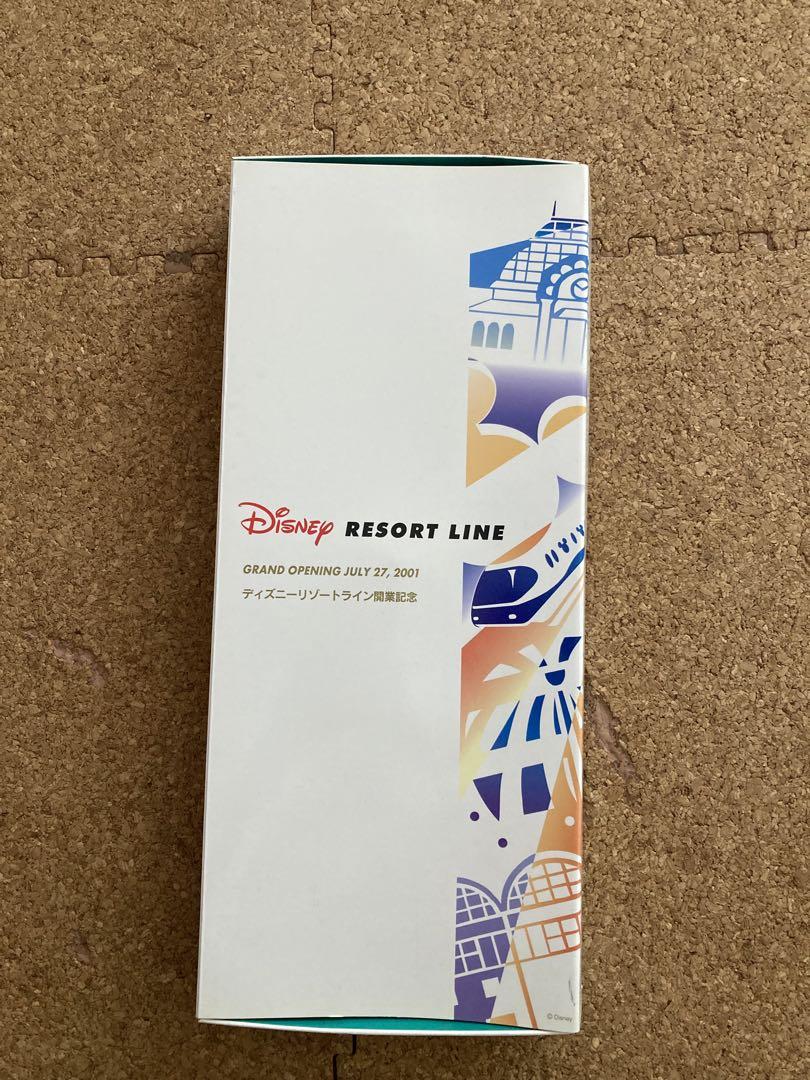 Disney RESORT LINE
GRAND OPENING JULY 27, 2001
ディズニーリゾートライン開業記念
© Disney